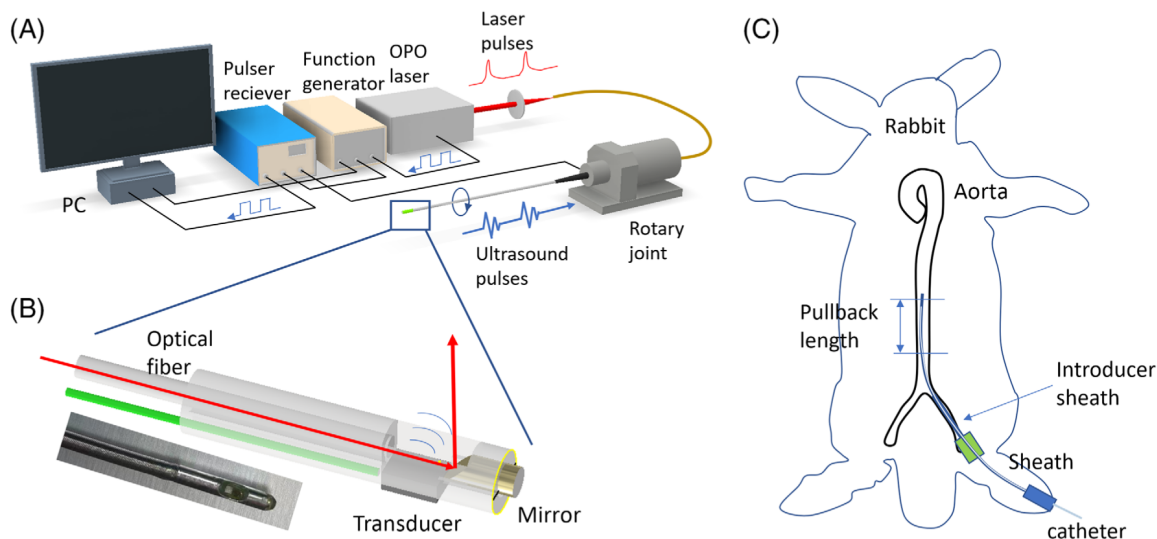 (A)
Laser
pulses
OPO
laser
Function
generator
Pulser
reciever
PC
Ultrasound
pulses
Rotary
joint
(B)
Optical
fiber
Transducer
Mirror
(C)
Rabbit
Aorta
Pullback
length
Introducer
sheath
Sheath
catheter